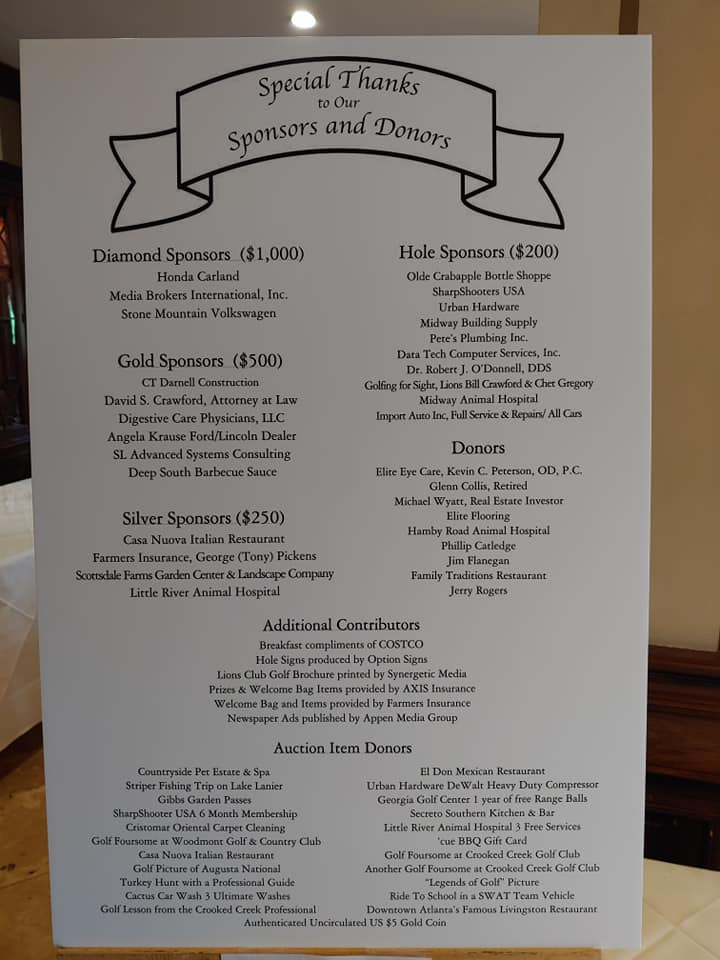 Special Thanks
to Our
Sponsors and Donors
Diamond Sponsors ($1,000)
Honda Carland
Media Brokers International, Inc.
Stone Mountain Volkswagen
Gold Sponsors ($500)
CT Darnell Construction
David S. Crawford, Attorney at Law
Digestive Care Physicians, LLC
Angela Krause Ford/Lincoln Dealer
SL Advanced Systems Consulting
Deep South Barbecue Sauce
Silver Sponsors ($250)
Casa Nuova Italian Restaurant
Farmers Insurance, George (Tony) Pickens
Scottsdale Farms Garden Center & Landscape Company
Little River Animal Hospital
Hole Sponsors ($200)
Olde Crabapple Bottle Shoppe
SharpShooters USA
Urban Hardware
Midway Building Supply
Pete's Plumbing Inc.
Data Tech Computer Services, Inc.
Dr. Robert J. O'Donnell, DDS
Golfing for Sight, Lions Bill Crawford & Chet Gregory
Midway Animal Hospital
Import Auto Inc, Full Service & Repairs/ All Cars
Donors
Elite Eye Care, Kevin C. Peterson, OD, P.C.
Glenn Collis, Retired
Michael Wyatt, Real Estate Investor
Elite Flooring
Hamby Road Animal Hospital
Phillip Catledge
Jim Flanegan
Family Traditions Restaurant
Jerry Rogers
Additional Contributors
Breakfast compliments of COSTCO
Hole Signs produced by Option Signs
Lions Club Golf Brochure printed by Synergetic Media
Prizes & Welcome Bag Items provided by AXIS Insurance
Welcome Bag and Items provided by Farmers Insurance
Newspaper Ads published by Appen Media Group
Auction Item Donors
Countryside Pet Estate & Spa
Striper Fishing Trip on Lake Lanier
Gibbs Garden Passes
SharpShooter USA 6 Month Membership
Cristomar Oriental Carpet Cleaning
Golf Foursome at Woodmont Golf & Country Club
Casa Nuova Italian Restaurant
Golf Picture of Augusta National
Turkey Hunt with a Professional Guide
Cactus Car Wash 3 Ultimate Washes
Golf Lesson from the Crooked Creek Professional
El Don Mexican Restaurant
Urban Hardware DeWalt Heavy Duty Compressor
Georgia Golf Center 1 year of free Range Balls
Secreto Southern Kitchen & Bar
Little River Animal Hospital 3 Free Services
'cue BBQ Gift Card
Golf Foursome at Crooked Creek Golf Club
Another Golf Foursome at Crooked Creek Golf Club
"Legends of Golf" Picture
Ride To School in a SWAT Team Vehicle
Downtown Atlanta's Famous Livingston Restaurant
Authenticated Uncirculated US $5 Gold Coin